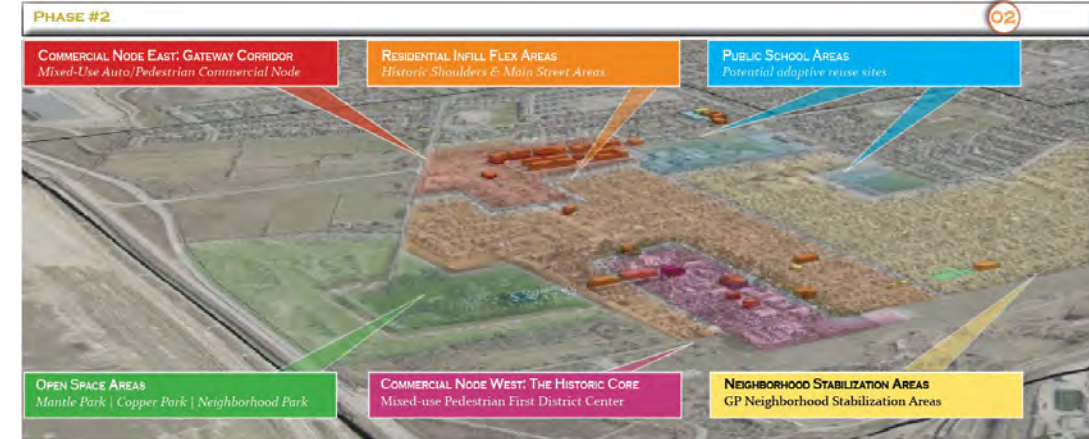 PHASE #2
02
COMMERCIAL NODE EAST: GATEWAY CORRIDOR
Mixed-Use Auto/Pedestrian Commercial Node
RESIDENTIAL INFILL FLEX AREAS
Historic Shoulders & Main Street Areas
PUBLIC SCHOOL AREAS
Potential adaptive reuse sites
OPEN SPACE AREAS
Mantle Park | Copper Park | Neighborhood Park
COMMERCIAL NODE WEST: THE HISTORIC CORE
Mixed-use Pedestrian First District Center
NEIGHBORHOOD STABILIZATION AREAS
GP Neighborhood Stabilization Areas